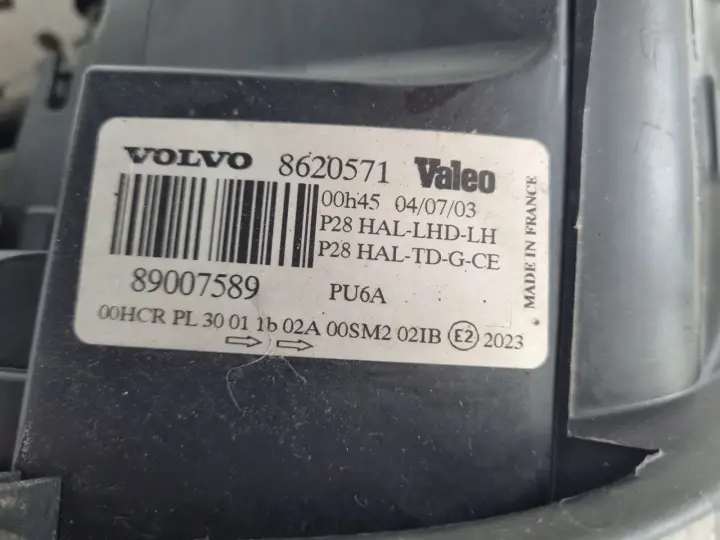 VOLVO 8620571 Valeo
00h45 04/07/03
P28 HAL-LHD-LH
P28 HAL-TD-G-CE
89007589 PU6A
00HCR PL 30 01 1b 02A 00SM2 02IB E2 2023
MADE IN FRANCE